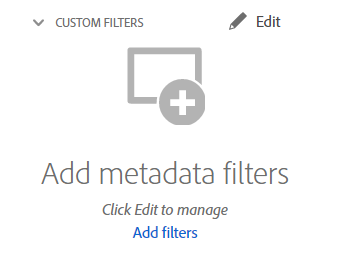 CUSTOM FILTERS Edit
Add metadata filters
Click Edit to manage
Add filters